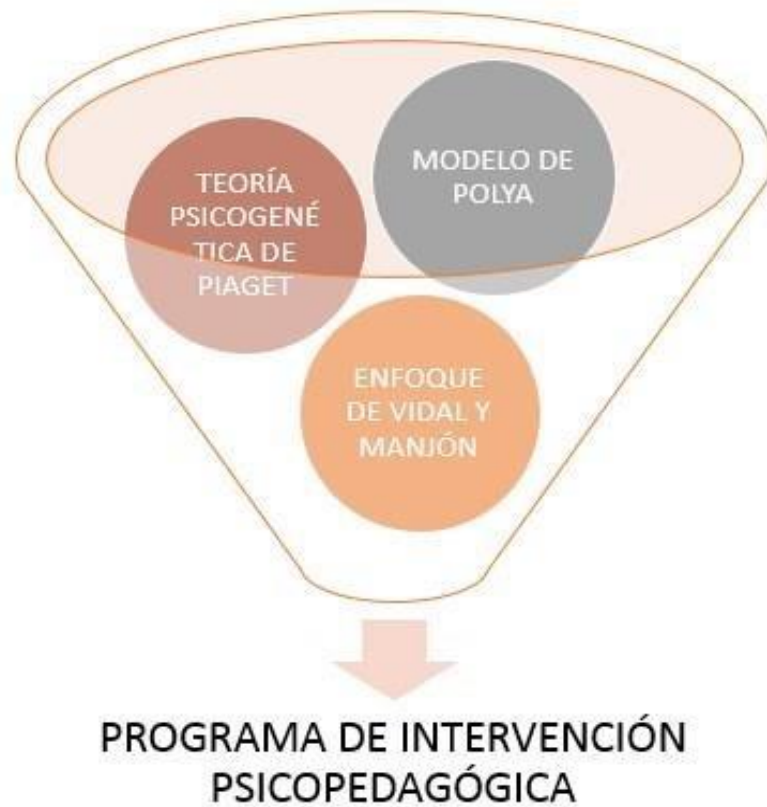 TEORÍA
PSICOGENÉ
TICA DE
PIAGET
MODELO DE
POLYA
ENFOQUE
DE VIDAL Y
MANJÓN
PROGRAMA DE INTERVENCIÓN
PSICOPEDAGÓGICA